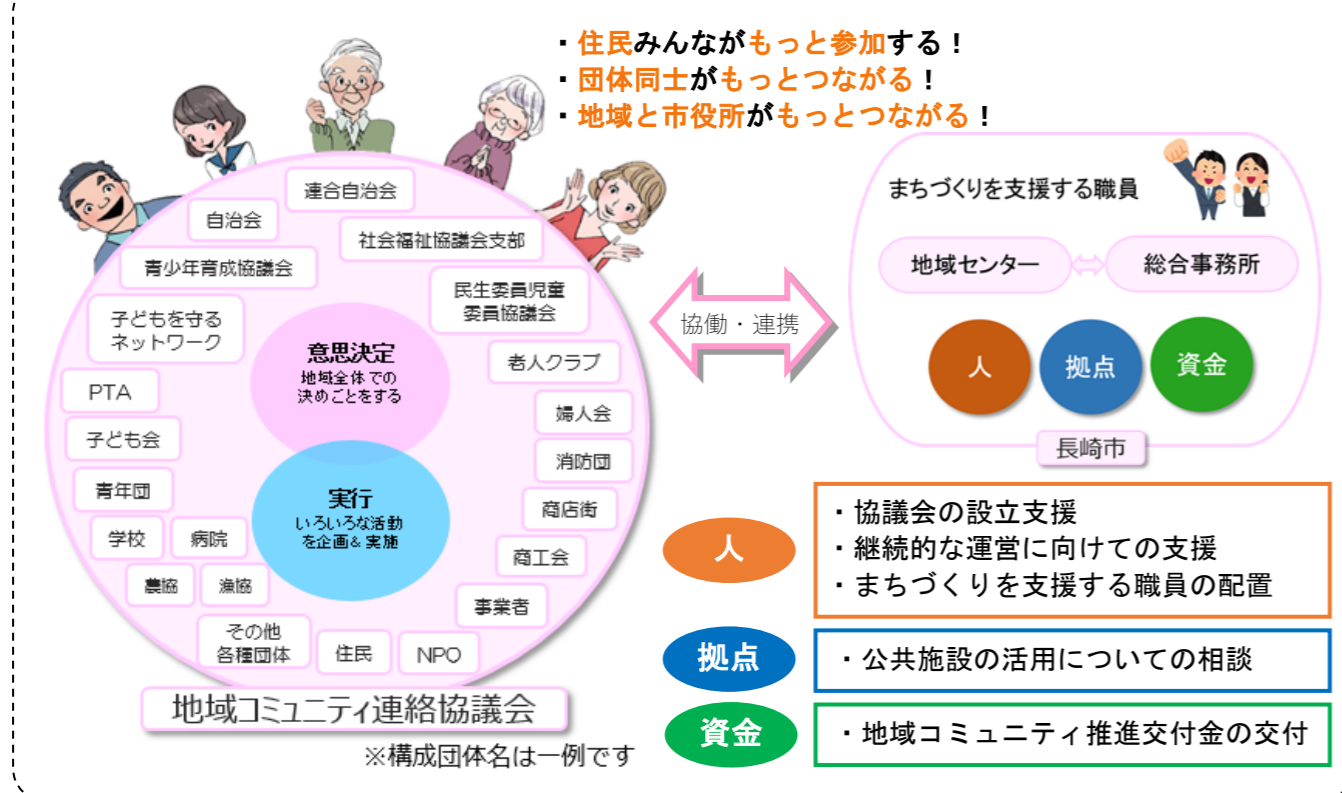 ・住民みんながもっと参加する！
・団体同士がもっとつながる！
・地域と市役所がもっとつながる！
連合自治会
自治会
社会福祉協議会支部
青少年育成協議会
民生委員児童
委員協議会
子どもを守る
ネットワーク
老人クラブ
PTA
婦人会
子ども会
消防団
青年団
商店街
学校
病院
商工会
農協
漁協
事業者
その他
各種団体
住民
NPO
意思決定
地域全体での
決めごとをする
実行
いろいろな活動
を企画&実施
地域コミュニティ連絡協議会
※構成団体名は一例です
協働・連携
まちづくりを支援する職員
地域センター
総合事務所
人
拠点
資金
長崎市
人
・協議会の設立支援
・継続的な運営に向けての支援
・まちづくりを支援する職員の配置
拠点
・公共施設の活用についての相談
資金
・地域コミュニティ推進交付金の交付